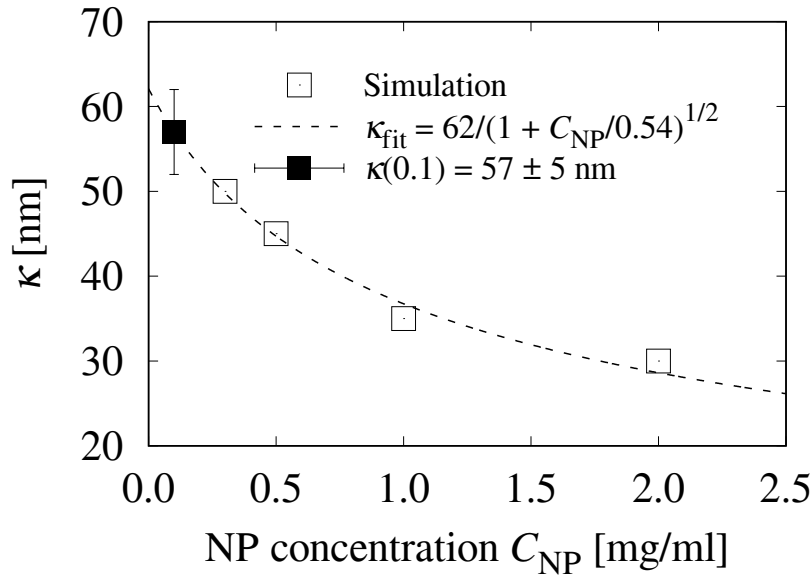 70
60
50
40
30
20
κ [nm]
Simulation
κfit = 62/(1 + CNP/0.54)1/2
κ(0.1) = 57 ± 5 nm
0.0 0.5 1.0 1.5 2.0 2.5
NP concentration CNP [mg/ml]